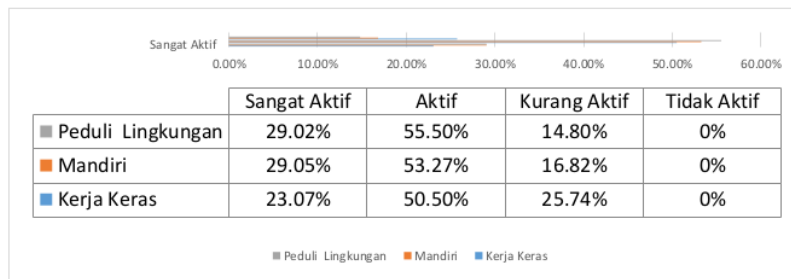 Sangat Aktif
0.00% 10.00% 20.00% 30.00% 40.00% 50.00% 60.00%
Sangat Aktif Aktif Kurang Aktif Tidak Aktif
Peduli Lingkungan 29.02% 55.50% 14.80% 0%
Mandiri 29.05% 53.27% 16.82% 0%
Kerja Keras 23.07% 50.50% 25.74% 0%
Peduli Lingkungan Mandiri Kerja Keras